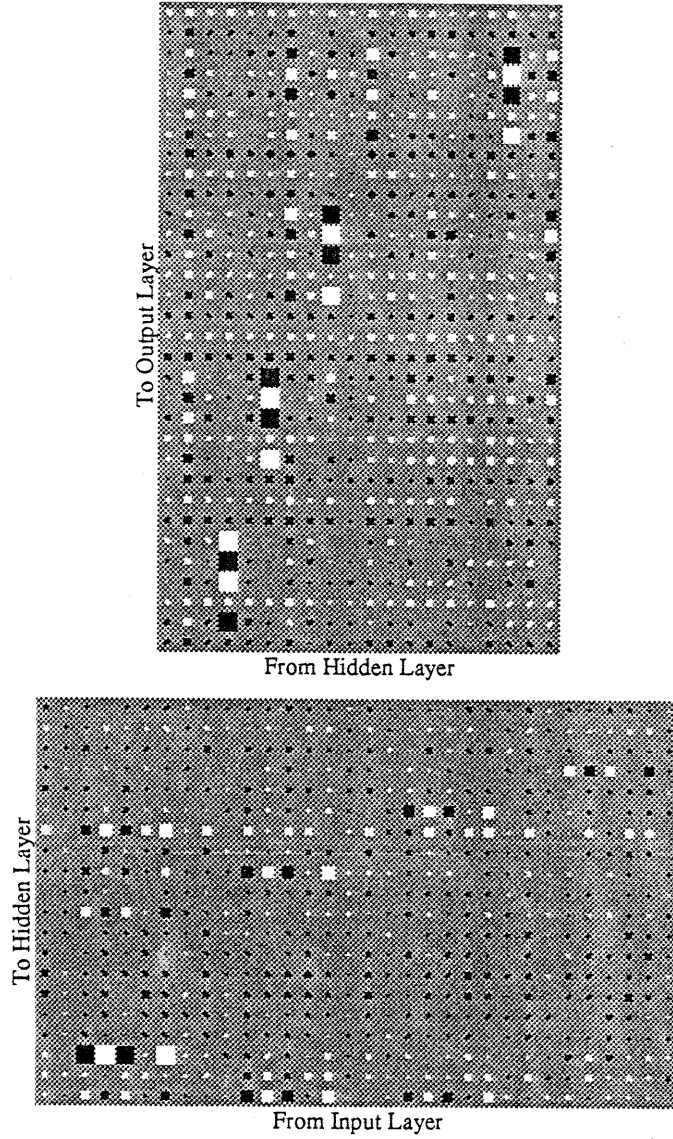 To Output Layer
From Hidden Layer
To Hidden Layer
From Input Layer